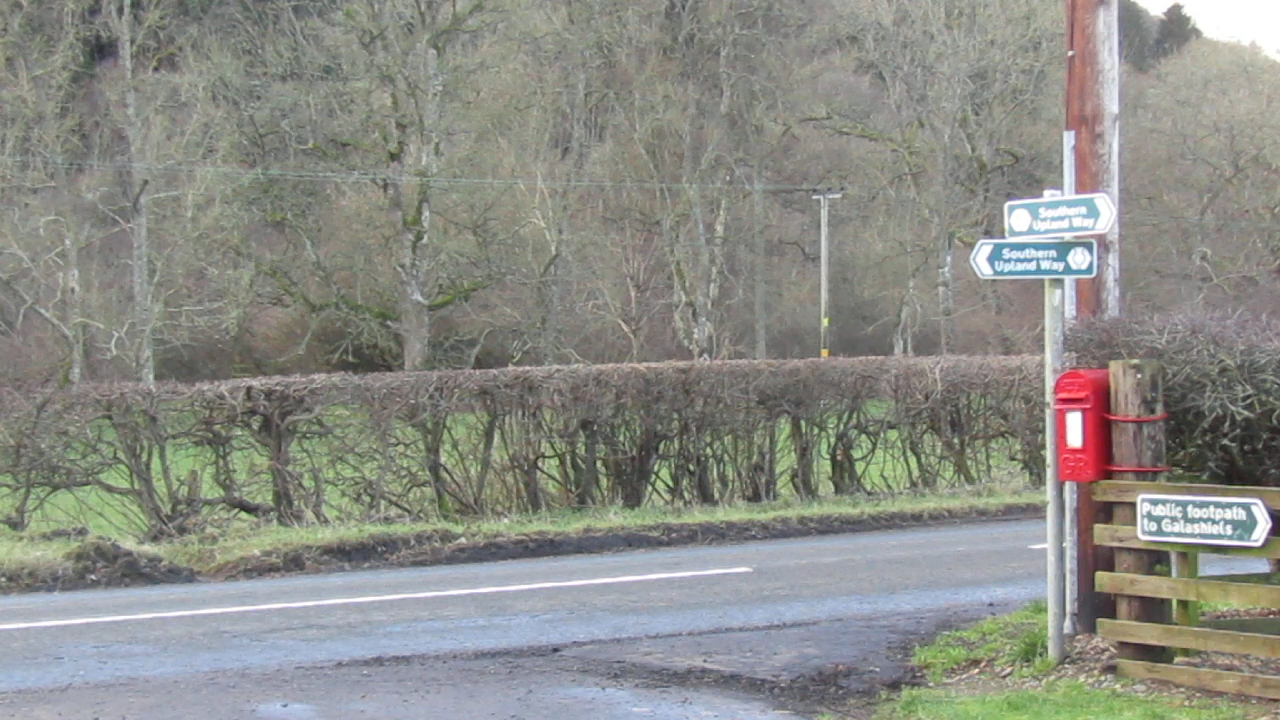 Southern
Upland Way
Southern
Upland Way
GR
Public footpath
to Galashiels